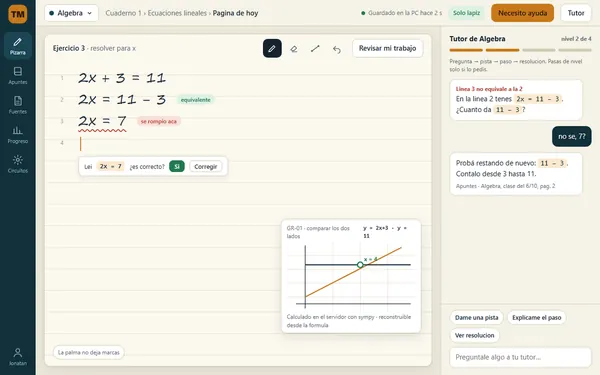 TM
Pizarra
Apuntes
Fuentes
Progreso
Circuitos
Jonatan
Algebra
Cuaderno 1 › Ecuaciones lineales › Pagina de hoy
Guardado en la PC hace 2 s
Solo lapiz
Necesito ayuda
Tutor
Ejercicio 3 · resolver para x
Revisar mi trabajo
1 2x + 3 = 11
2 2x = 11 − 3 equivalente
3 2x = 7 se rompio aca
4
Lei 2x = 7 ¿es correcto? Si Corregir
GR-01 · comparar los dos lados
y = 2x+3 · y = 11
x = 4
Calculado en el servidor con sympy · reconstruible desde la formula
La palma no deja marcas
Tutor de Algebra
nivel 2 de 4
Pregunta → pista → paso → resolucion. Pasas de nivel
solo si lo pedis.
Linea 3 no equivale a la 2
En la linea 2 tenes 2x = 11 − 3.
¿Cuanto da 11 − 3?
no se, 7?
Probá restando de nuevo: 11 − 3.
Contalo desde 3 hasta 11.
Apuntes · Algebra, clase del 6/10, pag. 2
Dame una pista
Explicame el paso
Ver resolucion
Preguntale algo a tu tutor...